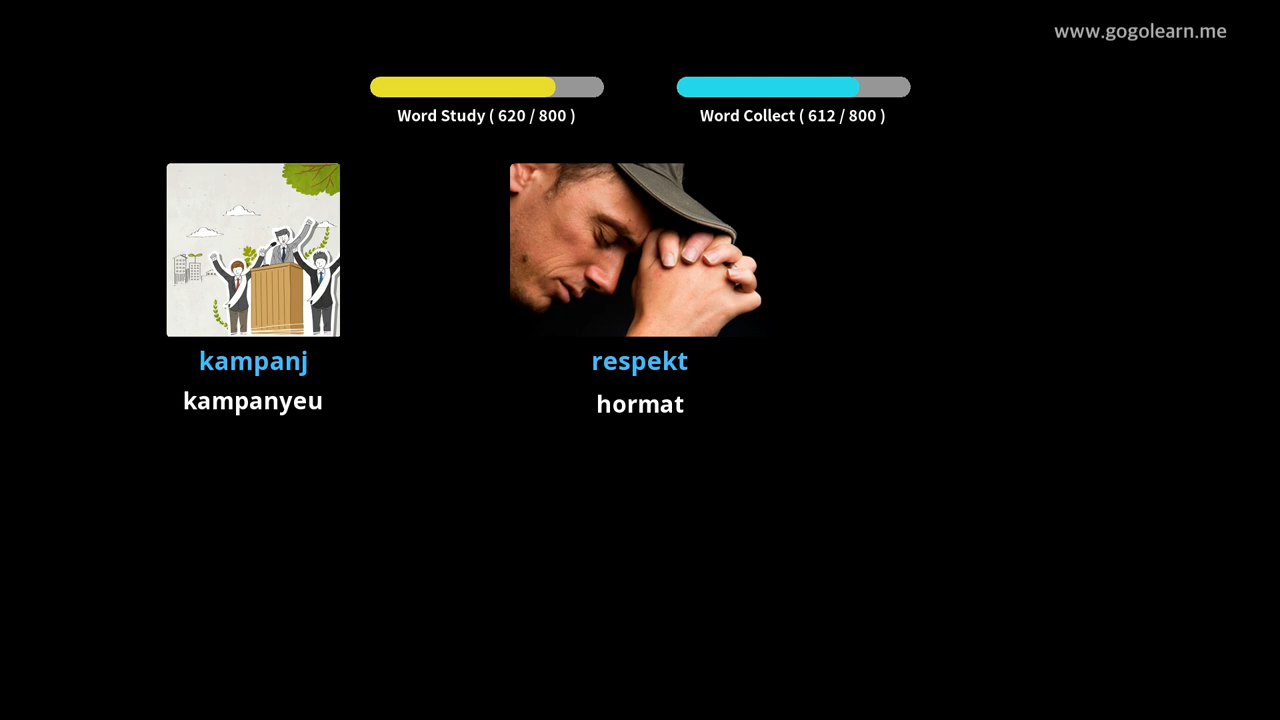 www.gogolearn.me
Word Study ( 620 / 800 )
Word Collect ( 612 / 800 )
kampanj
kampanyeu
respekt
hormat